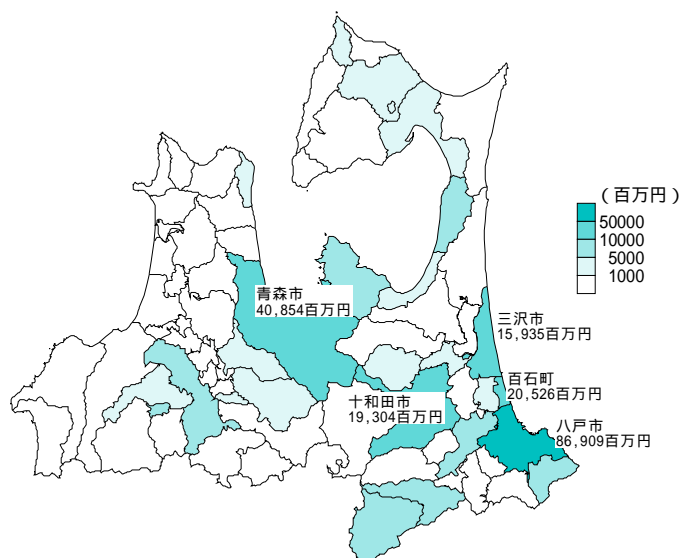 (百万円)
50000
10000
5000
1000
青森市
40,854百万円
三沢市
15,935百万円
百石町
20,526百万円
十和田市
19,304百万円
八戸市
86,909百万円